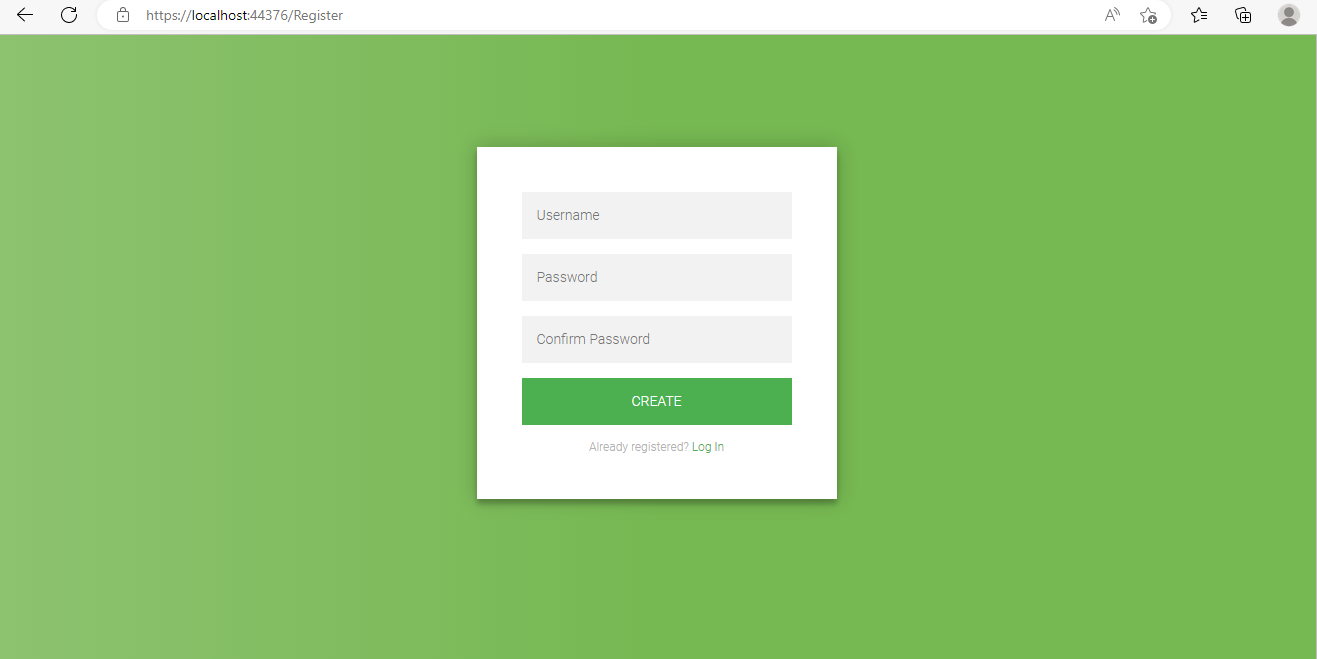 https://localhost:44376/Register
Username
Password
Confirm Password
CREATE
Already registered? Log In